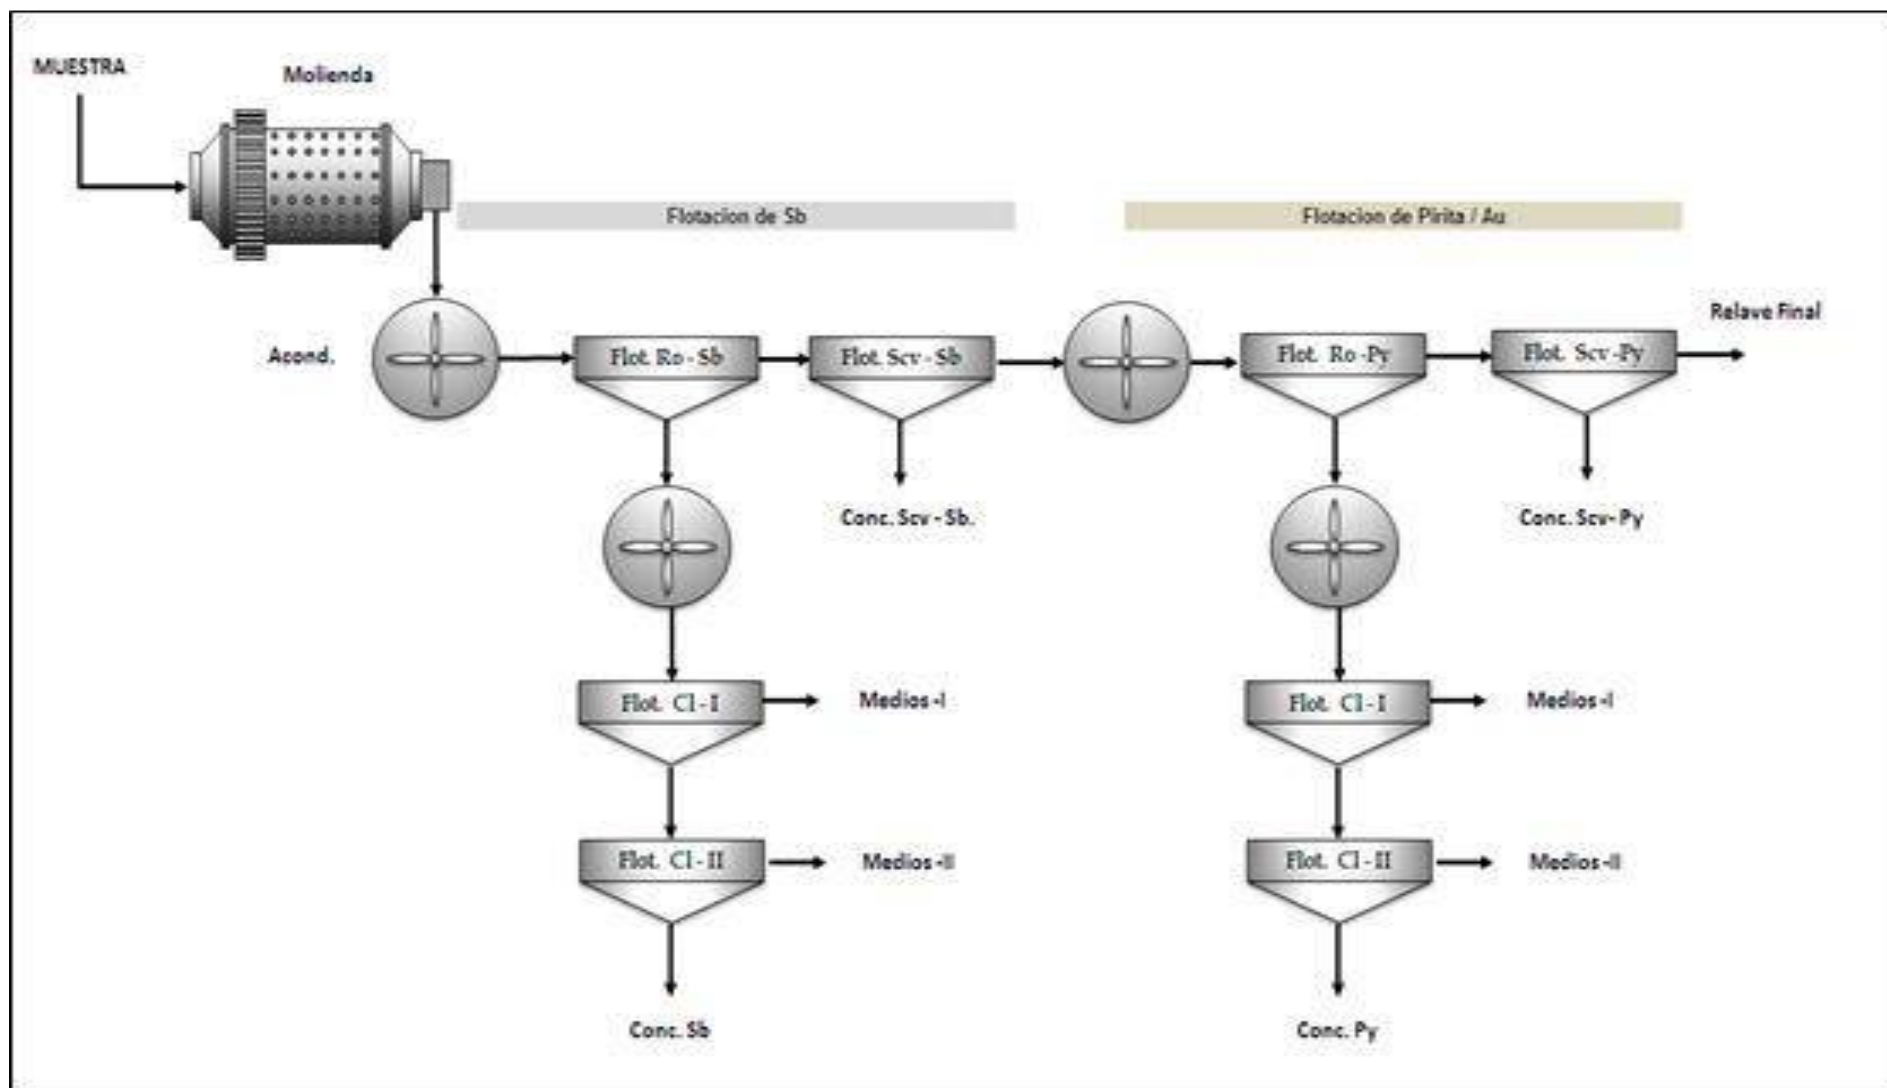 MUESTRA
Molienda
Flotacion de Sb
Flotacion de Pirita / Au
Relave Final
Acond.
Flot. Ro - Sb
Flot. Scv - Sb
Flot. Ro -Py
Flot. Scv -Py
Conc. Scv - Sb.
Conc. Scv- Py
Flot. Cl - I
Medios -I
Flot. Cl - I
Medios -I
Flot. Cl - II
Medios -II
Flot. Cl - II
Medios -II
Conc. Sb
Conc. Py